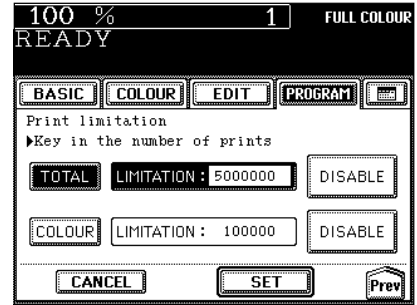 100 % 1 FULL COLOUR
READY
BASIC COLOUR EDIT PROGRAM
Print limitation
▶Key in the number of prints
TOTAL LIMITATION : 5000000 DISABLE
COLOUR LIMITATION : 100000 DISABLE
CANCEL SET Prev